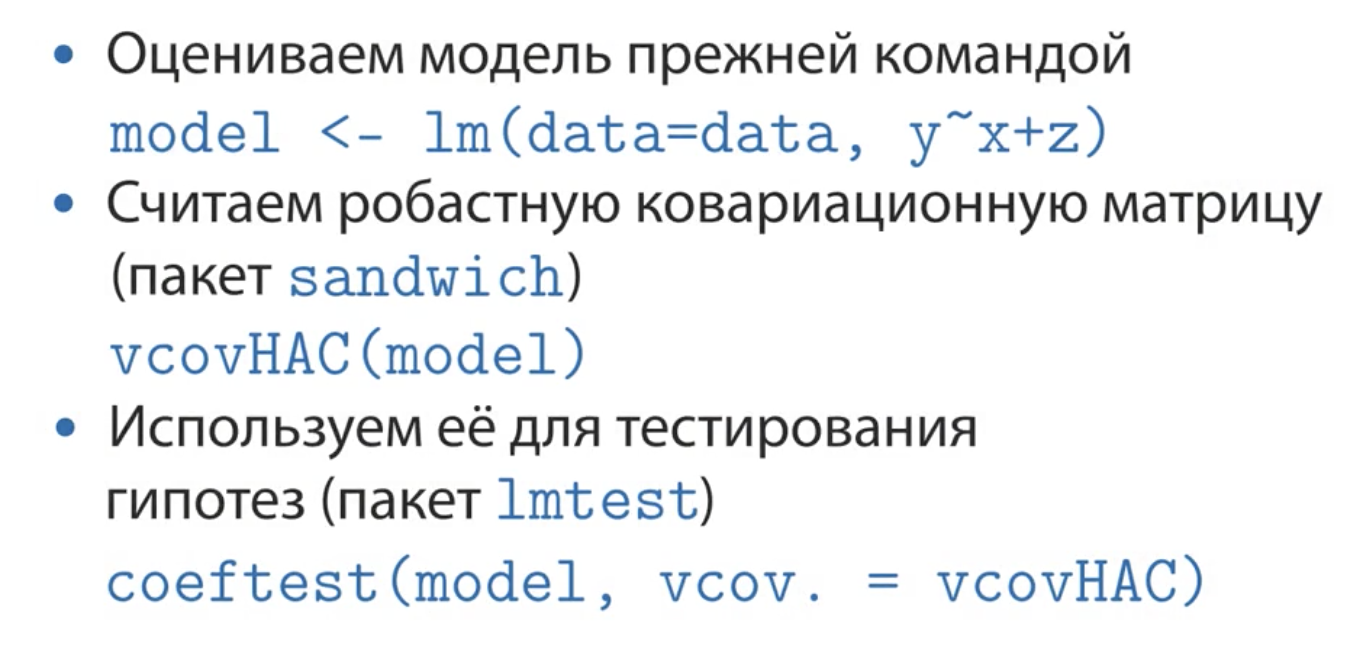 • Оцениваем модель прежней командой
model <- lm(data=data, y~x+z)
• Считаем робастную ковариационную матрицу
(пакет sandwich)
vcovHAC(model)
• Используем её для тестирования
гипотез (пакет lmtest)
coeftest(model, vcov. = vcovHAC)